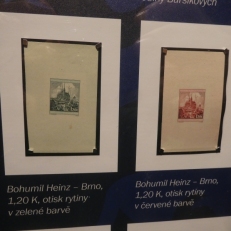 Bohumil Heinz – Brno,
1,20 K, otisk rytiny
v zelené barvě
Bohumil Heinz – Brno,
1,20 K, otisk rytiny
v červené barvě